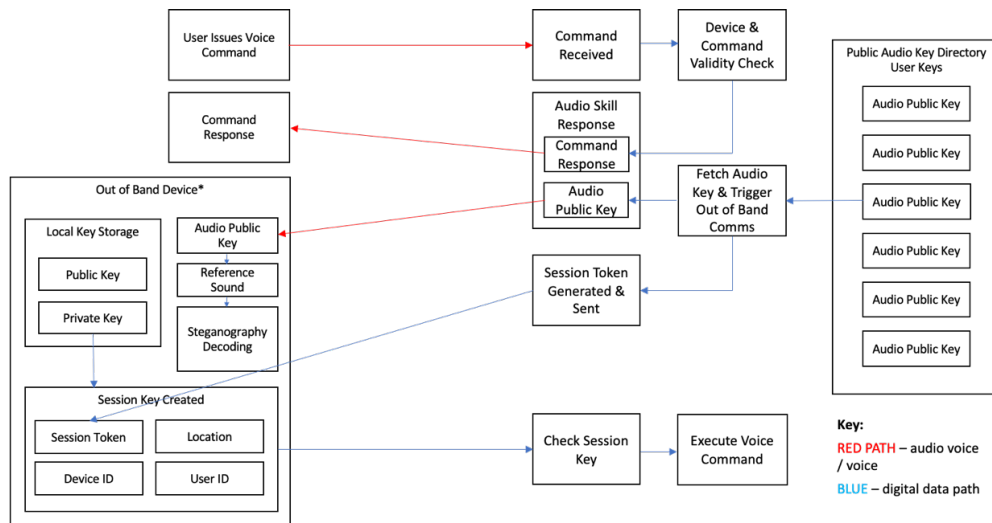 User Issues Voice
Command
Command
Received
Device &
Command
Validity Check
Public Audio Key Directory
User Keys
Audio Public Key
Audio Public Key
Audio Public Key
Audio Public Key
Audio Public Key
Audio Public Key
Command
Response
Audio Skill
Response
Command
Response
Audio
Public Key
Fetch Audio
Key & Trigger
Out of Band
Comms
Out of Band Device*
Local Key Storage
Public Key
Private Key
Audio Public
Key
Reference
Sound
Steganography
Decoding
Session Token
Generated &
Sent
Session Key Created
Session Token
Location
Device ID
User ID
Check Session
Key
Execute Voice
Command
Key:
RED PATH – audio voice
/ voice
BLUE – digital data path